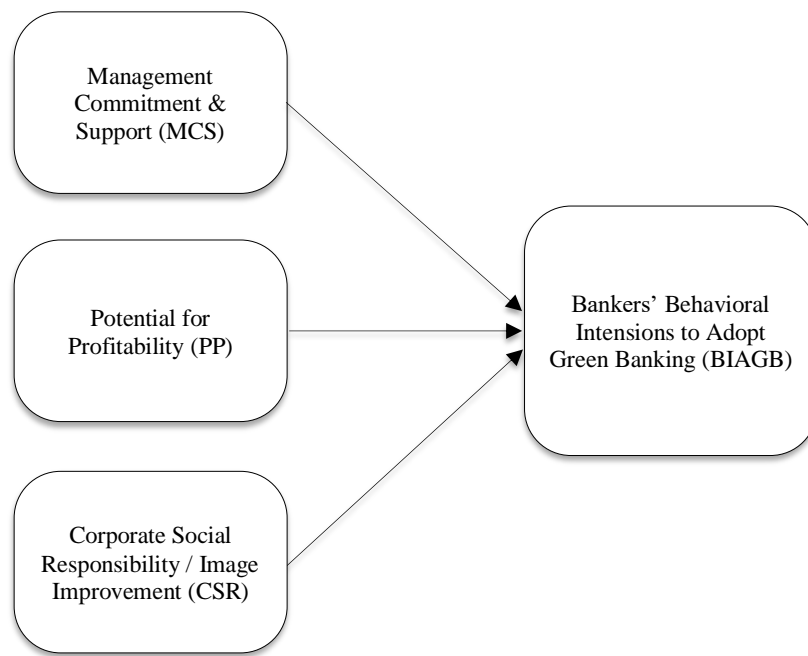 Management
Commitment &
Support (MCS)
Potential for
Profitability (PP)
Corporate Social
Responsibility / Image
Improvement (CSR)
Bankers’ Behavioral
Intensions to Adopt
Green Banking (BIAGB)